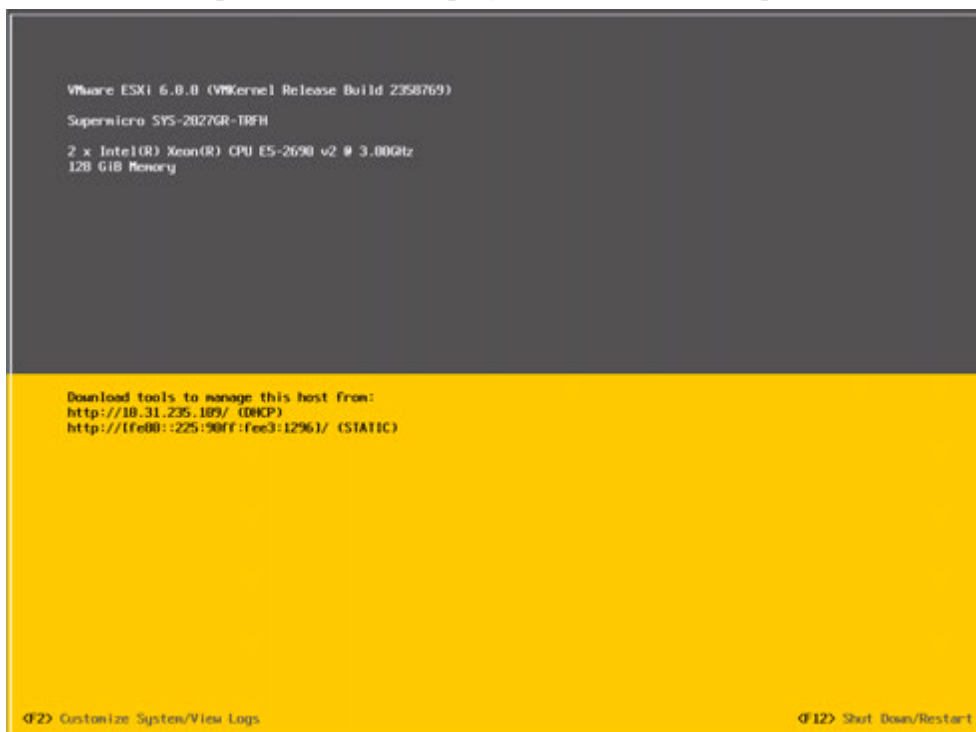 VMware ESXi 6.0.0 (VMKernel Release Build 2358769)
Supermicro SYS-2027GR-TRFH
2 x Intel(R) Xeon(R) CPU E5-2690 v2 @ 3.00GHz
128 GiB Memory
Download tools to manage this host from:
http://10.31.235.189/ (DHCP)
http://[fe80::225:90ff:fee3:1296]/ (STATIC)
<F2> Customize System/View Logs
<F12> Shut Down/Restart